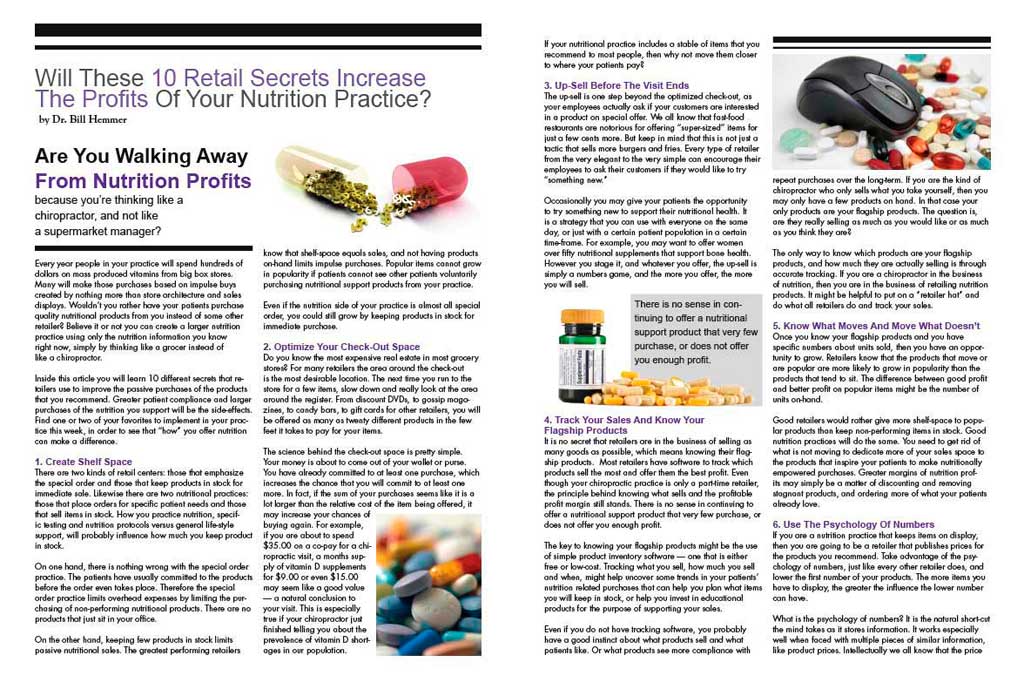 Will These 10 Retail Secrets Increase
The Profits Of Your Nutrition Practice?
by Dr. Bill Hemmer
Are You Walking Away
From Nutrition Profits
because you're thinking like a
chiropractor, and not like
a supermarket manager?
Every year people in your practice will spend hundreds of
dollars on mass produced vitamins from big box stores.
Many will make those purchases based on impulse buys
created by nothing more than store architecture and sales
displays. Wouldn't you rather have your patients purchase
quality nutritional products from you instead of some other
retailer? Believe it or not you can create a larger nutrition
practice using only the nutrition information you know
right now, simply by thinking like a grocer instead of
like a chiropractor.
Inside this article you will learn 10 different secrets that re-
tailers use to improve the passive purchases of the products
that you recommend. Greater patient compliance and larger
purchases of the nutrition you support will be the side-effects.
Find one or two of your favorites to implement in your prac-
tice this week, in order to see that "how" you offer nutrition
can make a difference.
1. Create Shelf Space
There are two kinds of retail centers: those that emphasize
the special order and those that keep products in stock for
immediate sale. Likewise there are two nutritional practices:
those that place orders for specific patient needs and those
that sell items in stock. How you practice nutrition, specif-
ic testing and nutrition protocols versus general life-style
support, will probably influence how much you keep product
in stock.
On one hand, there is nothing wrong with the special order
practice. The patients have usually committed to the products
before the order even takes place. Therefore the special
order practice limits overhead expenses by limiting the pur-
chasing of non-performing nutritional products. There are no
products that just sit in your office.
On the other hand, keeping few products in stock limits
passive nutritional sales. The greatest performing retailers
know that shelf-space equals sales, and not having products
on-hand limits impulse purchases. Popular items cannot grow
in popularity if patients cannot see other patients voluntarily
purchasing nutritional support products from your practice.
Even if the nutrition side of your practice is almost all special
order, you could still grow by keeping products in stock for
immediate purchase.
2. Optimize Your Check-Out Space
Do you know the most expensive real estate in most grocery
stores? For many retailers the area around the check-out
is the most desirable location. The next time you run to the
store for a few items, slow down and really look at the area
around the register. From discount DVDs, to gossip maga-
zines, to candy bars, to gift cards for other retailers, you will
be offered as many as twenty different products in the few
feet it takes to pay for your items.
The science behind the check-out space is pretty simple.
Your money is about to come out of your wallet or purse.
You have already committed to at least one purchase, which
increases the chance that you will commit to at least one
more. In fact, if the sum of your purchases seems like it is a
lot larger than the relative cost of the item being offered, it
may increase your chances of
buying again. For example,
if you are about to spend
$35.00 on a co-pay for a chi-
ropractic visit, a months sup-
ply of vitamin D supplements
for $9.00 or even $15.00
may seem like a good value
— a natural conclusion to
your visit. This is especially
true if your chiropractor just
finished telling you about the
prevalence of vitamin D short-
ages in our population.
If your nutritional practice includes a stable of items that you
recommend to most people, then why not move them closer
to where your patients pay?
3. Up-Sell Before The Visit Ends
The up-sell is one step beyond the optimized check-out, as
your employees actually ask if your customers are interested
in a product on special offer. We all know that fast-food
restaurants are notorious for offering "super-sized" items for
just a few cents more. But keep in mind that this is not just a
tactic that sells more burgers and fries. Every type of retailer
from the very elegant to the very simple can encourage their
employees to ask their customers if they would like to try
"something new."
Occasionally you may give your patients the opportunity
to try something new to support their nutritional health. It
is a strategy that you can use with everyone on the same
day, or just with a certain patient population in a certain
time-frame. For example, you may want to offer women
over fifty nutritional supplements that support bone health.
However you stage it, and whatever you offer, the up-sell is
simply a numbers game, and the more you offer, the more
you will sell.
There is no sense in con-
tinuing to offer a nutritional
support product that very few
purchase, or does not offer
you enough profit.
4. Track Your Sales And Know Your
Flagship Products
It is no secret that retailers are in the business of selling as
many goods as possible, which means knowing their flag-
ship products. Most retailers have software to track which
products sell the most and offer them the best profit. Even
though your chiropractic practice is only a part-time retailer,
the principle behind knowing what sells and the profitable
profit margin still stands. There is no sense in continuing to
offer a nutritional support product that very few purchase, or
does not offer you enough profit.
The key to knowing your flagship products might be the use
of simple product inventory software — one that is either
free or low-cost. Tracking what you sell, how much you sell
and when, might help uncover some trends in your patients'
nutrition related purchases that can help you plan what items
you will keep in stock, or help you invest in educational
products for the purpose of supporting your sales.
Even if you do not have tracking software, you probably
have a good instinct about what products sell and what
patients like. Or what products see more compliance with
repeat purchases over the long-term. If you are the kind of
chiropractor who only sells what you take yourself, then you
may only have a few products on hand. In that case your
only products are your flagship products. The question is,
are they really selling as much as you would like or as much
as you think they are?
The only way to know which products are your flagship
products, and how much they are actually selling is through
accurate tracking. If you are a chiropractor in the business
of nutrition, then you are in the business of retailing nutrition
products. It might be helpful to put on a "retailer hat" and
do what all retailers do and track your sales.
5. Know What Moves And Move What Doesn't
Once you know your flagship products and you have
specific numbers about units sold, then you have an oppor-
tunity to grow. Retailers know that the products that move or
are popular are more likely to grow in popularity than the
products that tend to sit. The difference between good profit
and better profit on popular items might be the number of
units on-hand.
Good retailers would rather give more shelf-space to popu-
lar products than keep non-performing items in stock. Good
nutrition practices will do the same. You need to get rid of
what is not moving to dedicate more of your sales space to
the products that inspire your patients to make nutritionally
empowered purchases. Greater margins of nutrition prof-
its may simply be a matter of discounting and removing
stagnant products, and ordering more of what your patients
already love.
6. Use The Psychology Of Numbers
If you are a nutrition practice that keeps items on display,
then you are going to be a retailer that publishes prices for
the products you recommend. Take advantage of the psy-
chology of numbers, just like every other retailer does, and
lower the first number of your products. The more items you
have to display, the greater the influence the lower number
can have.
What is the psychology of numbers? It is the natural short-cut
the mind takes as it stores information. It works especially
well when faced with multiple pieces of similar information,
like product prices. Intellectually we all know that the price